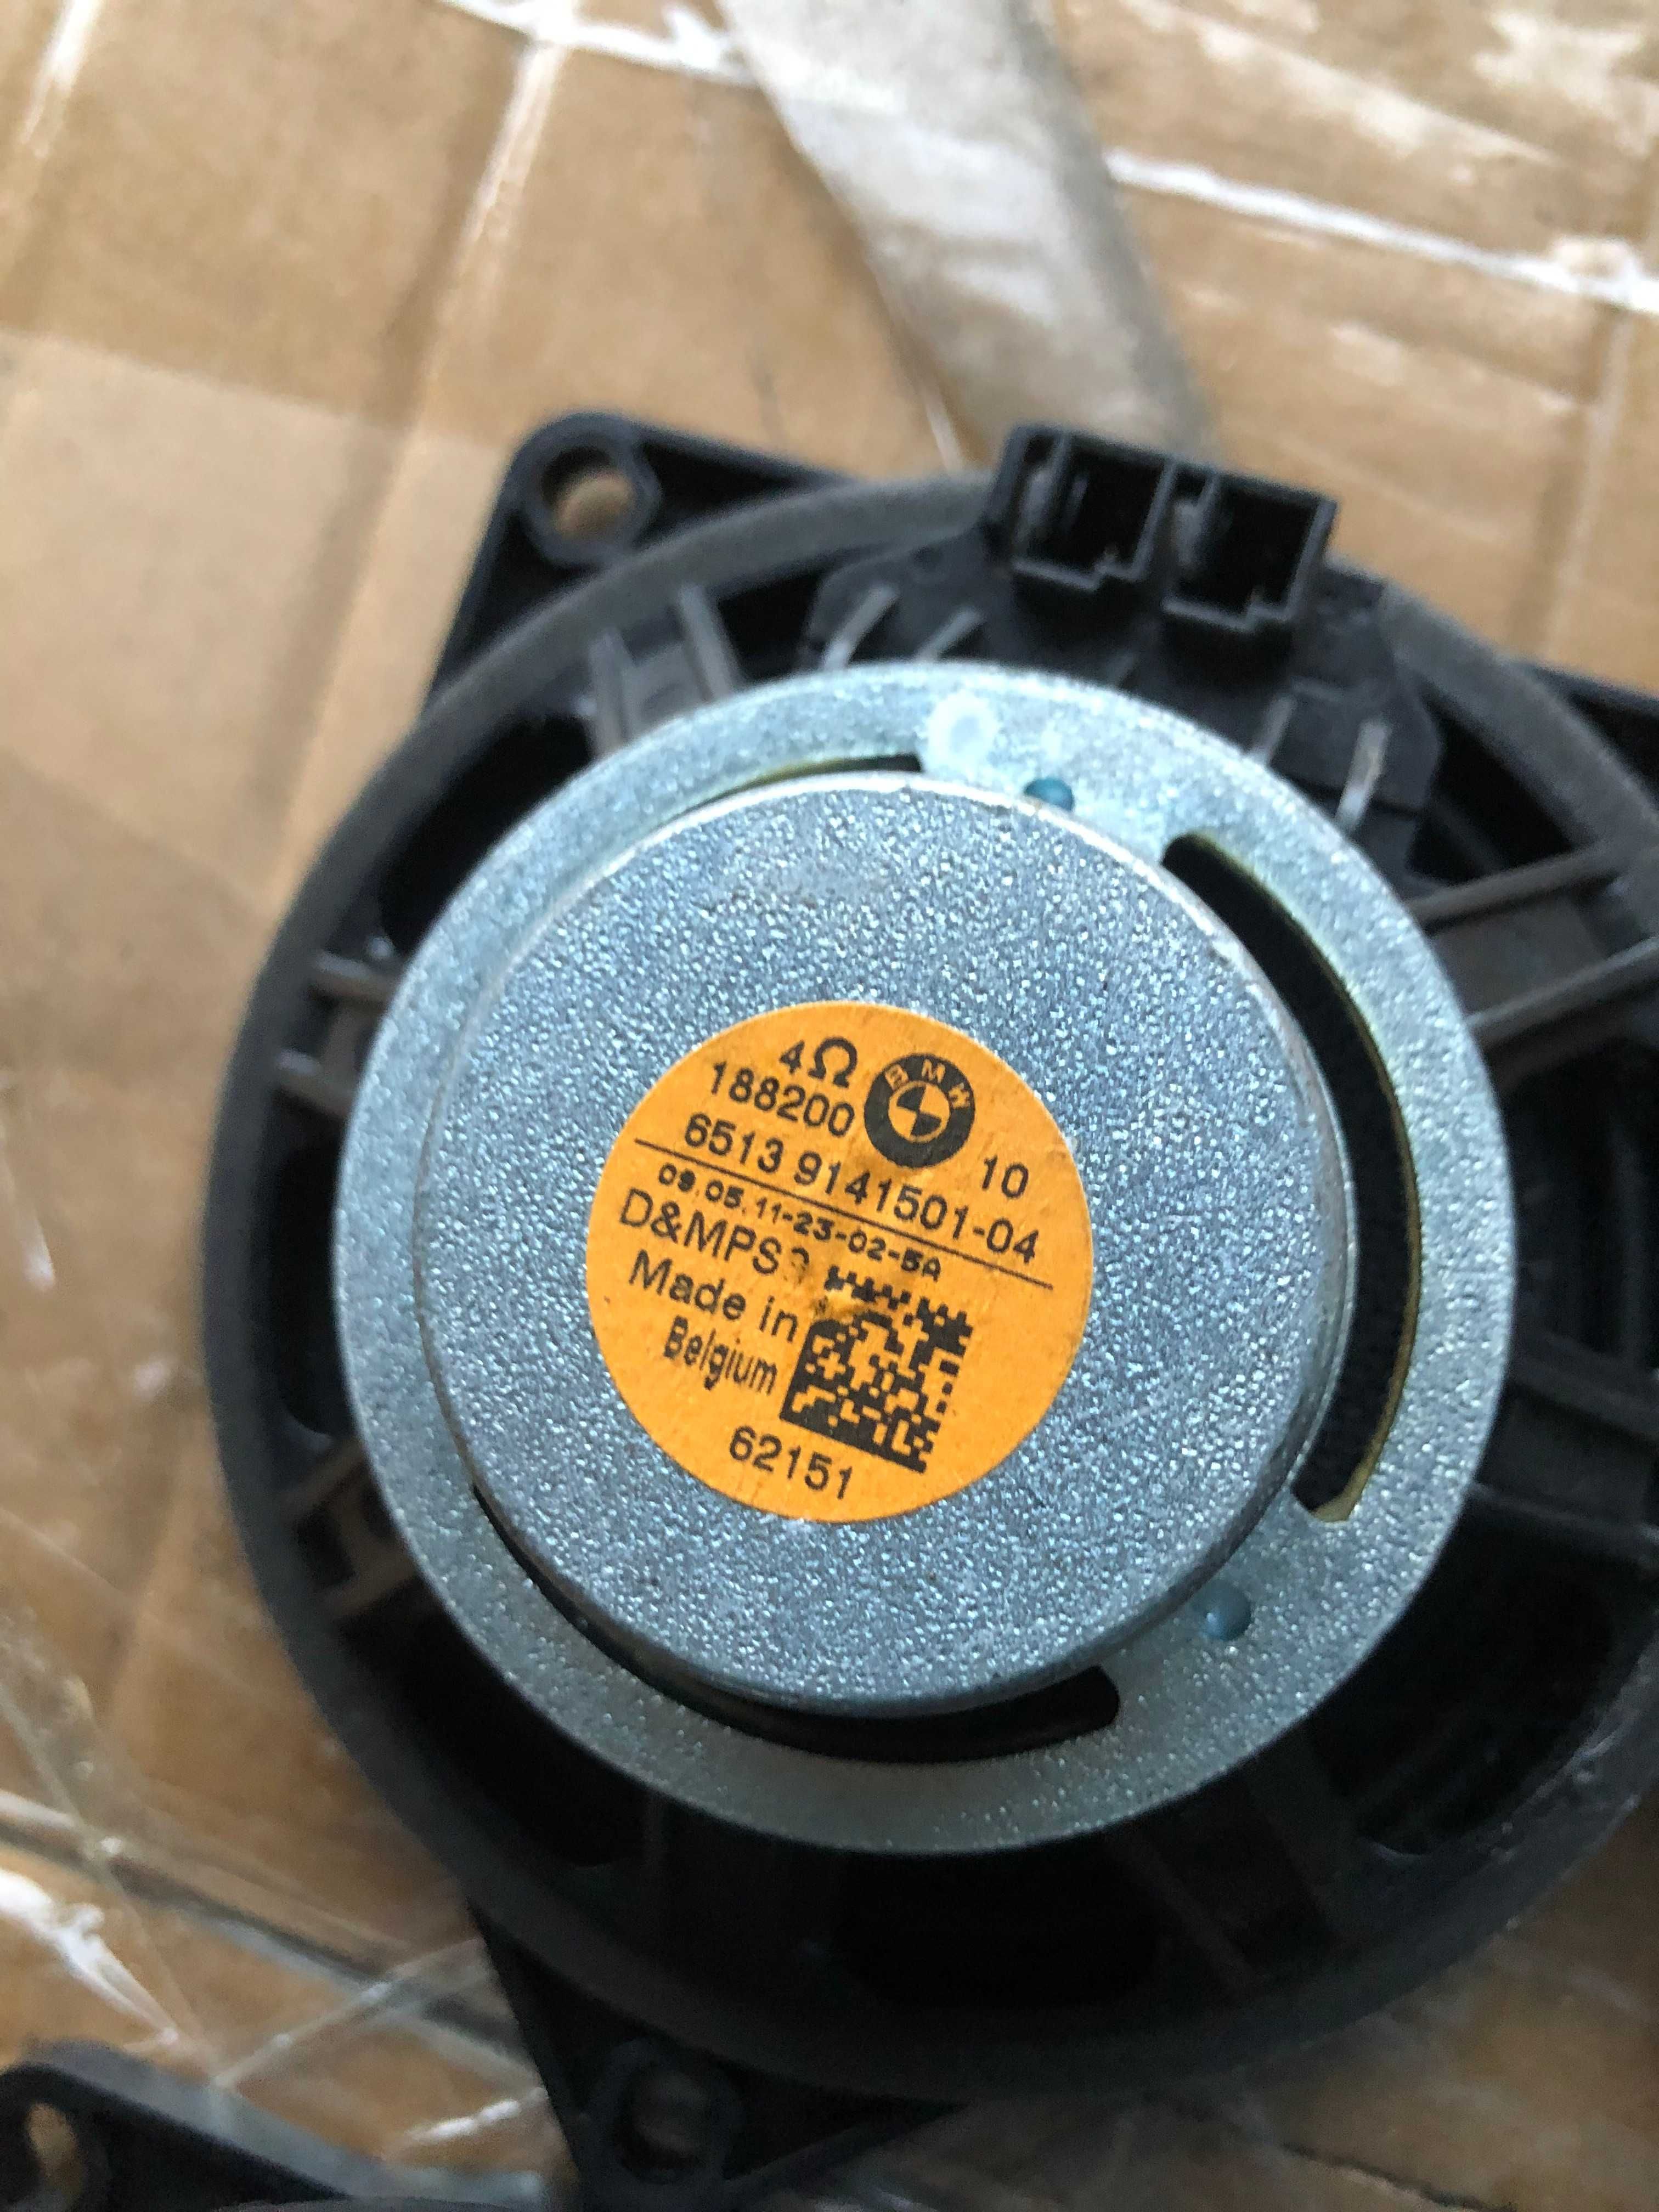 4Ω
188200
BMW
10
6513 9141501-04
09.05.11-23-02-5A
D&MPS
Made in
Belgium
62151